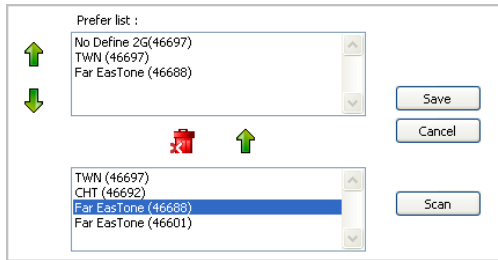 Prefer list :
No Define 2G(46697)
TWN (46697)
Far EasTone (46688)
Save
Cancel
TWN (46697)
CHT (46692)
Far EasTone (46688)
Far EasTone (46601)
Scan